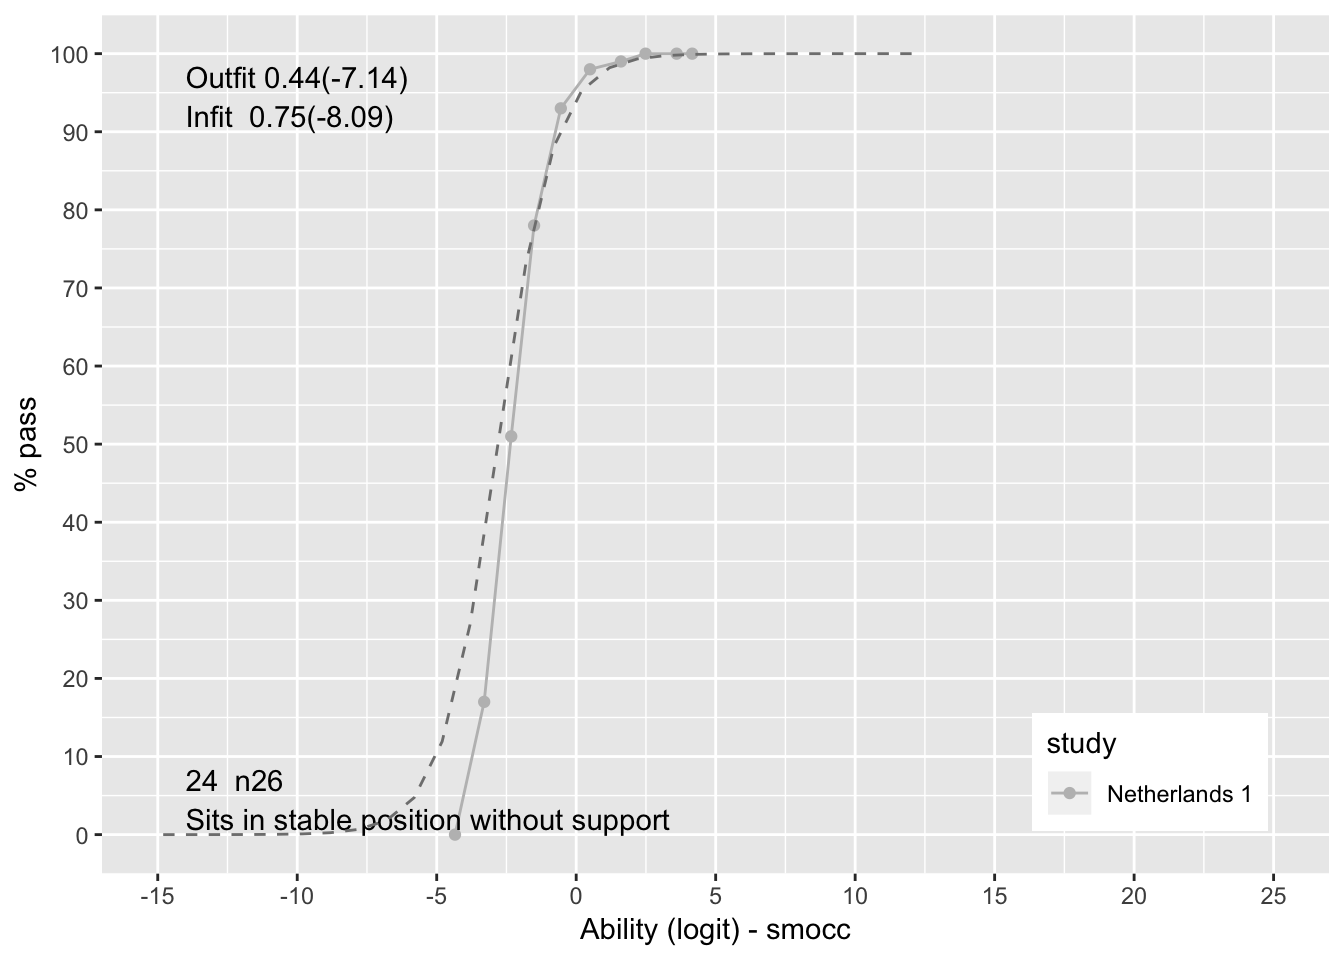 Outfit 0.44(-7.14)
Infit  0.75(-8.09)
100
90
80
70
60
50
40
30
20
10
0
% pass
24  n26
Sits in stable position without support
study
Netherlands 1
-15 -10 -5 0 5 10 15 20 25
Ability (logit) - smocc